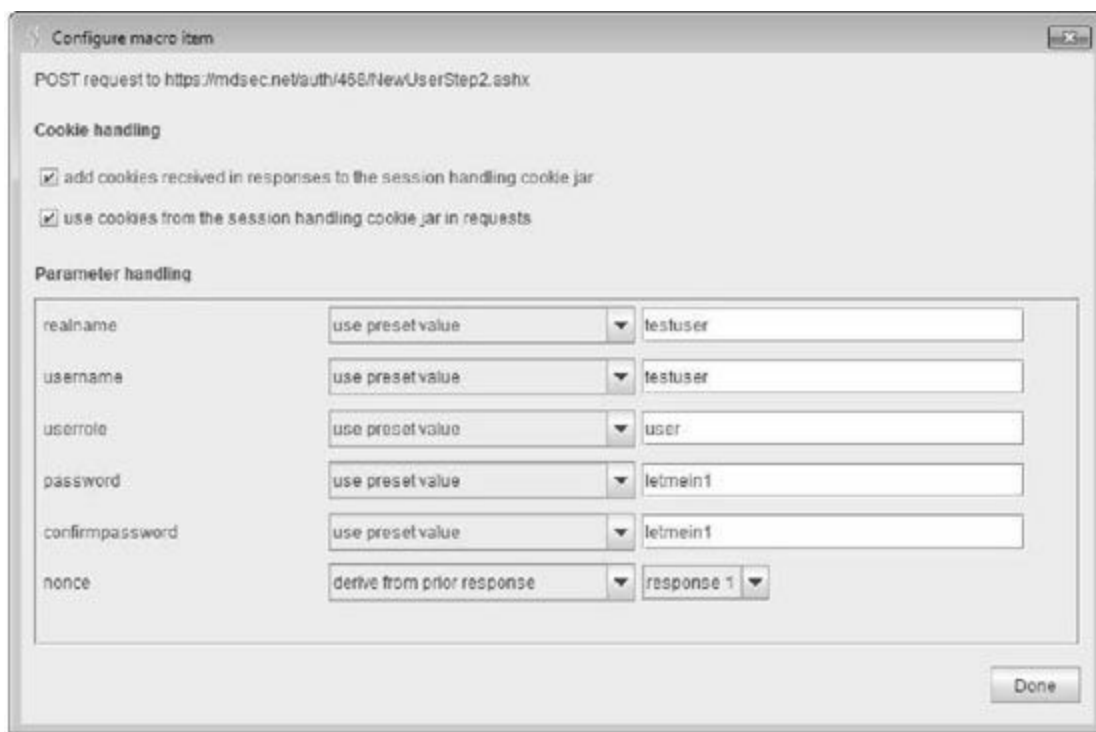 Configure macro item
POST request to https://mdsec.net/auth/468/NewUserStep2.ashx
Cookie handling
add cookies received in responses to the session handling cookie jar
use cookies from the session handling cookie jar in requests
Parameter handling
realname use preset value testuser
username use preset value testuser
userrole use preset value user
password use preset value letmein1
confirmpassword use preset value letmein1
nonce derive from prior response response 1
Done